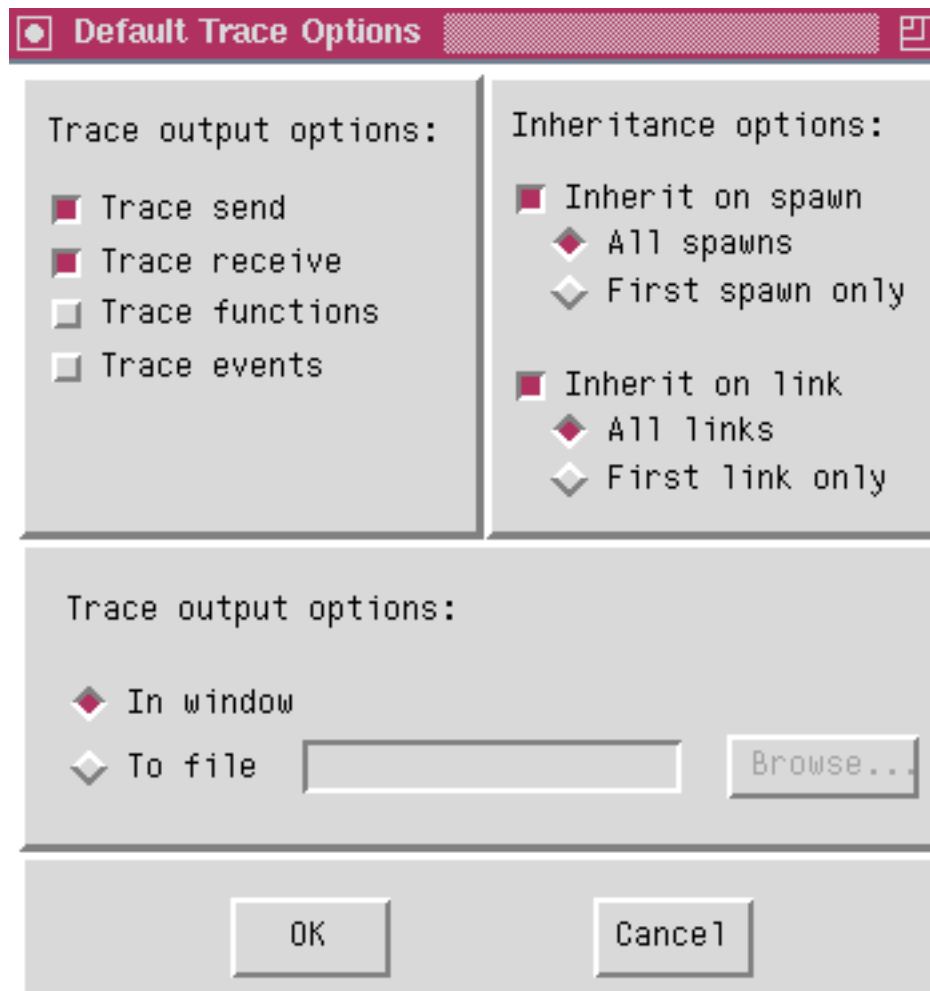 Default Trace Options
Trace output options:
Trace send
Trace receive
Trace functions
Trace events
Inheritance options:
Inherit on spawn
All spawns
First spawn only
Inherit on link
All links
First link only
Trace output options:
In window
To file
Browse...
OK
Cancel